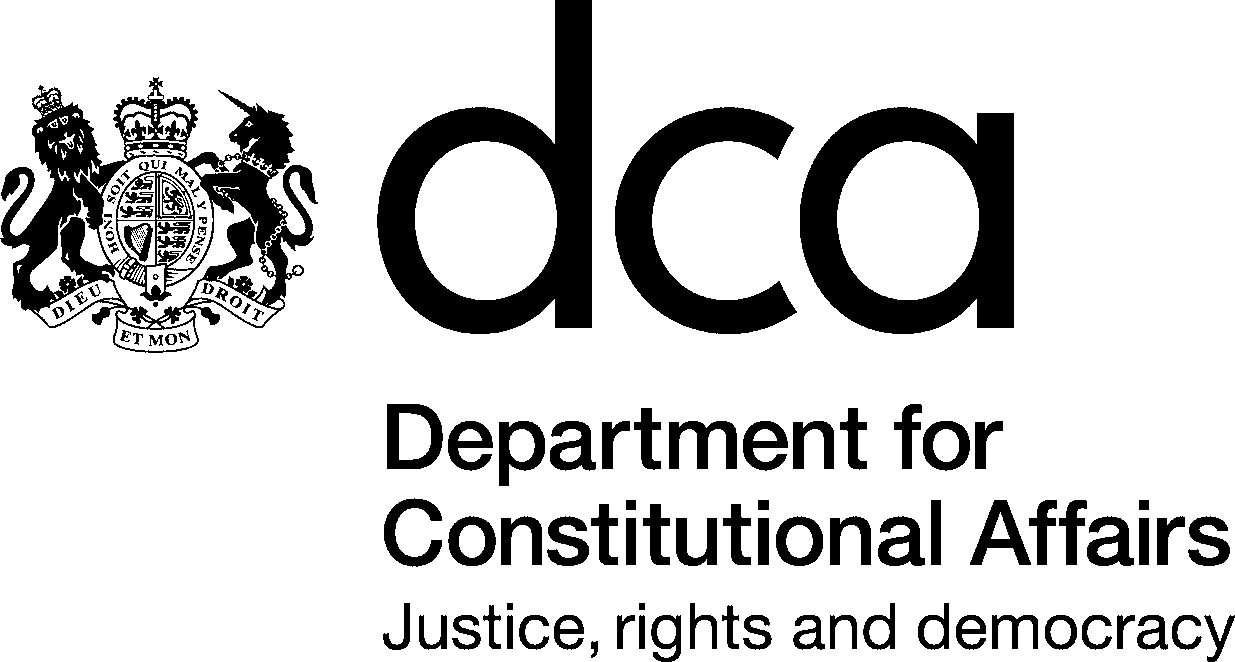 HONI SOIT QUI MAL Y PENSE
DIEU ET MON DROIT
dca
Department for
Constitutional Affairs
Justice, rights and democracy